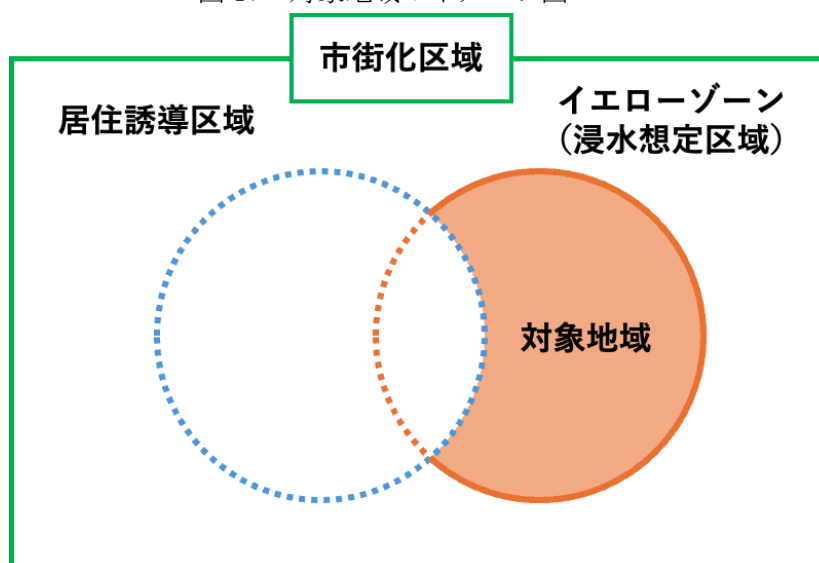 市街化区域
居住誘導区域
イエローゾーン
（浸水想定区域）
対象地域